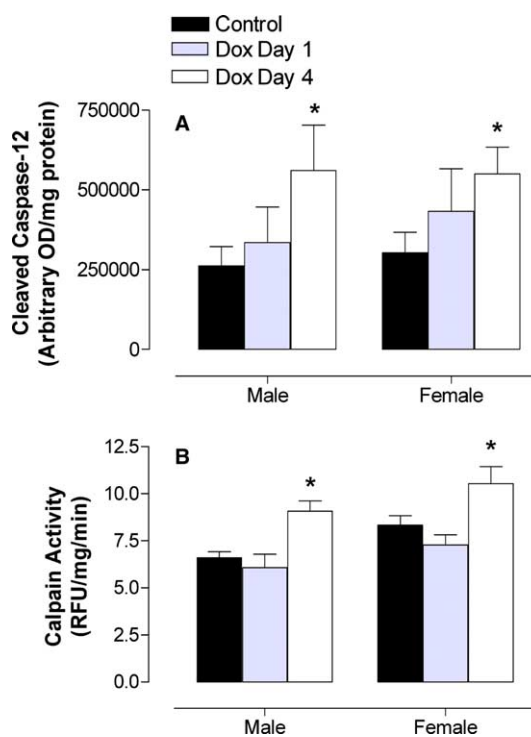 Control
Dox Day 1
Dox Day 4
Cleaved Caspase-12
(Arbitrary OD/mg protein)
750000
500000
250000
0
A
*
*
Male
Female
Calpain Activity
(RFU/mg/min)
12.5
10.0
7.5
5.0
2.5
0.0
B
*
*
Male
Female